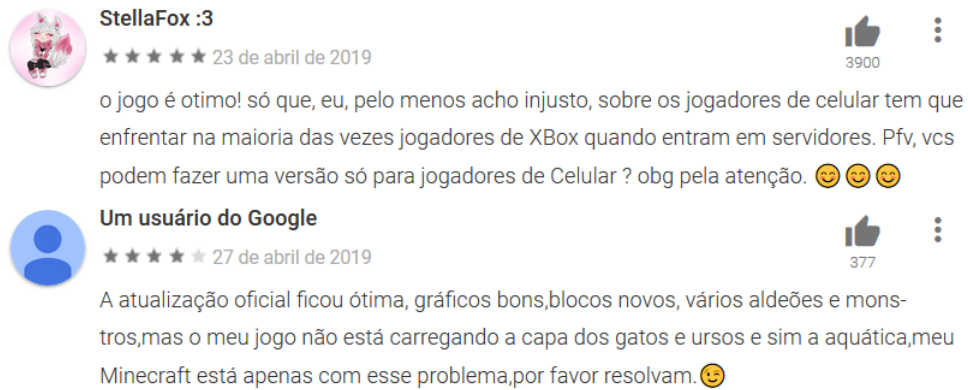 StellaFox :3
★★★★★ 23 de abril de 2019
3900
o jogo é otimo! só que, eu, pelo menos acho injusto, sobre os jogadores de celular tem que
enfrentar na maioria das vezes jogadores de XBox quando entram em servidores. Pfv, vcs
podem fazer uma versão só para jogadores de Celular ? obg pela atenção. 😊😊😊
Um usuário do Google
★★★★★ 27 de abril de 2019
377
A atualização oficial ficou ótima, gráficos bons,blocos novos, vários aldeões e mons-
tros,mas o meu jogo não está carregando a capa dos gatos e ursos e sim a aquática,meu
Minecraft está apenas com esse problema,por favor resolvam.😉